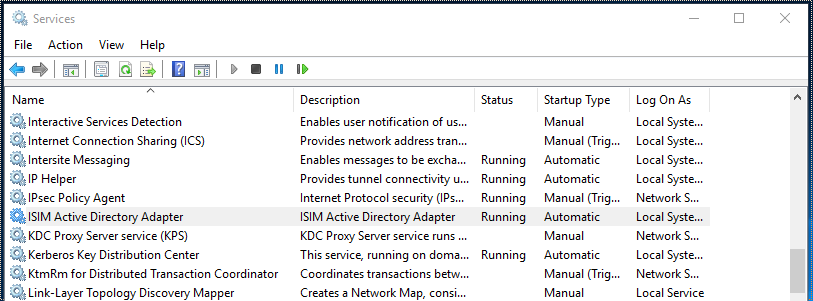 Services
File Action View Help
Name Description Status Startup Type Log On As
Interactive Services Detection Enables user notification of us... Manual Local Syste...
Internet Connection Sharing (ICS) Provides network address tran... Manual (Trig... Local Syste...
Intersite Messaging Enables messages to be excha... Running Automatic Local Syste...
IP Helper Provides tunnel connectivity u... Running Automatic Local Syste...
IPsec Policy Agent Internet Protocol security (IPs... Manual (Trig... Network S...
ISIM Active Directory Adapter ISIM Active Directory Adapter Running Automatic Local Syste...
KDC Proxy Server service (KPS) KDC Proxy Server service runs ... Manual Network S...
Kerberos Key Distribution Center This service, running on doma... Running Automatic Local Syste...
KtmRm for Distributed Transaction Coordinator Coordinates transactions betw... Manual (Trig... Network S...
Link-Layer Topology Discovery Mapper Creates a Network Map, consi... Manual Local Service